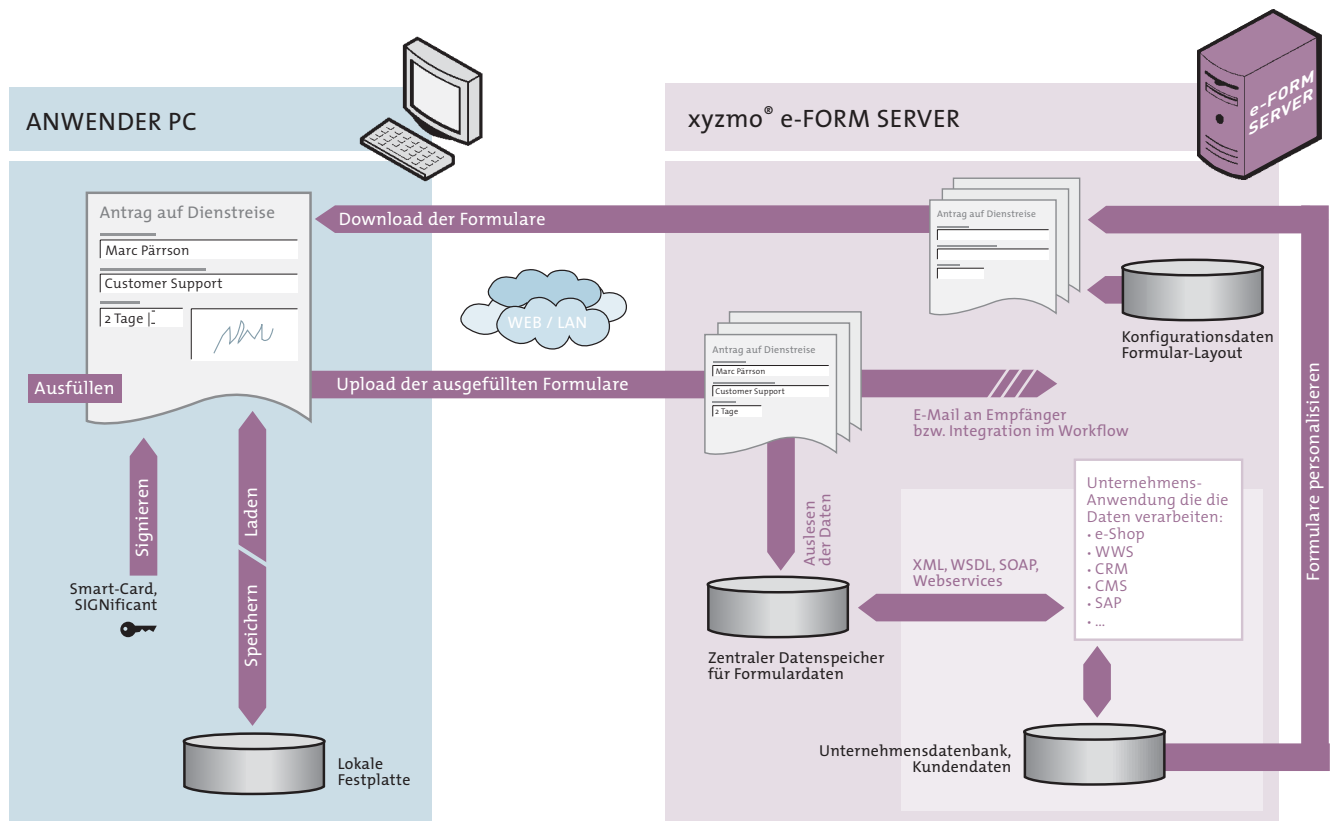 ANWENDER PC
xyzmo® e-FORM SERVER
e-FORM
SERVER
Antrag auf Dienstreise
Marc Pärrson
Customer Support
2 Tage
Ausfüllen
Download der Formulare
WEB / LAN
Upload der ausgefüllten Formulare
Signieren
Laden
Speichern
Smart-Card,
SIGNificant
Lokale
Festplatte
Antrag auf Dienstreise
Konfigurationsdaten
Formular-Layout
Antrag auf Dienstreise
Marc Pärrson
Customer Support
2 Tage
E-Mail an Empfänger
bzw. Integration im Workflow
Auslesen
der Daten
Zentraler Datenspeicher
für Formulardaten
XML, WSDL, SOAP,
Webservices
Unternehmens-
Anwendung die die
Daten verarbeiten:
• e-Shop
• WWS
• CRM
• CMS
• SAP
• ...
Unternehmensdatenbank,
Kundendaten
Formulare personalisieren